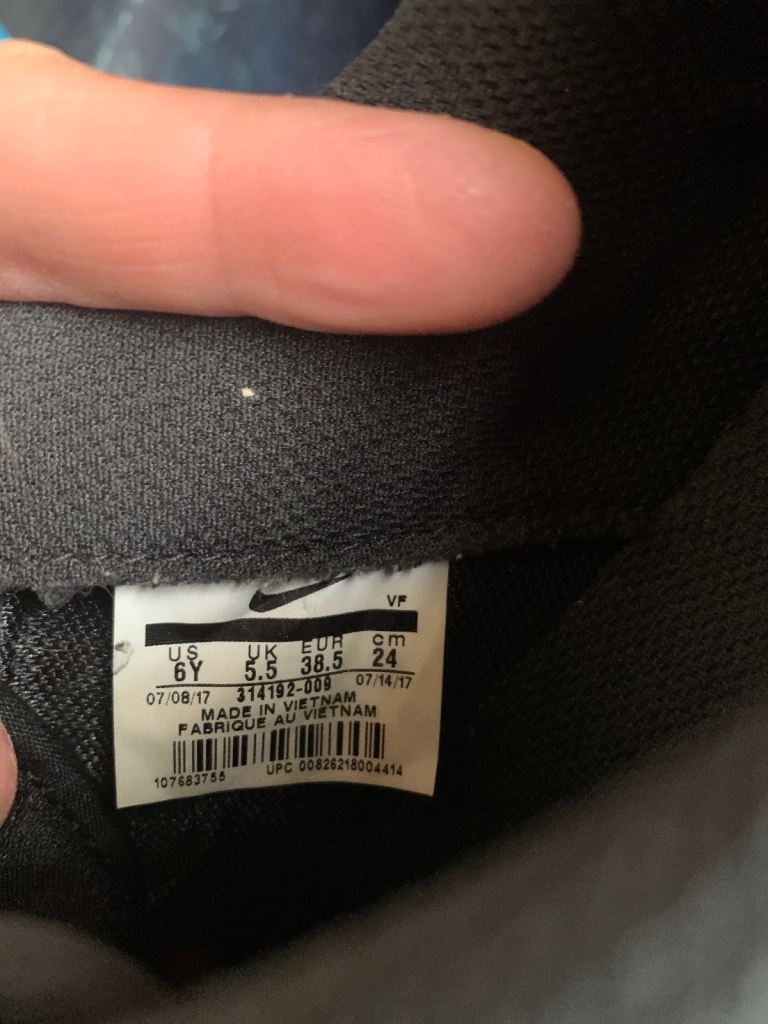 VF
US UK EUR cm
6Y 5.5 38.5 24
07/08/17 314192-009 07/14/17
MADE IN VIETNAM
FABRIQUE AU VIETNAM
107683755 UPC 00826218004414